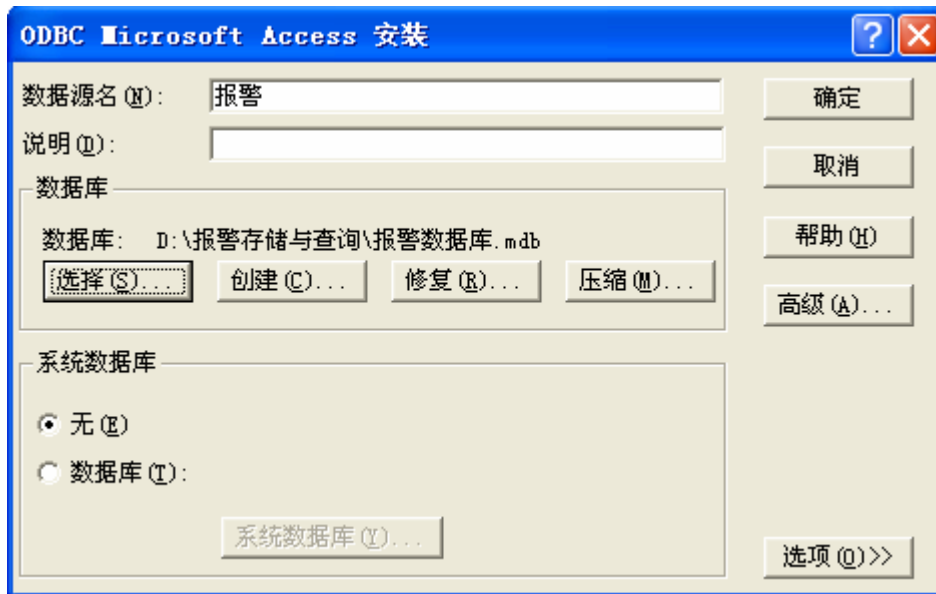 ODBC Microsoft Access 安装
数据源名(N): 报警 确定
说明(D): 取消
数据库
数据库: D:\报警存储与查询\报警数据库.mdb 帮助(H)
选择(S)... 创建(C)... 修复(R)... 压缩(M)...
高级(A)...
系统数据库
无(E)
数据库(T):
系统数据库(Y)...
选项(O)>>